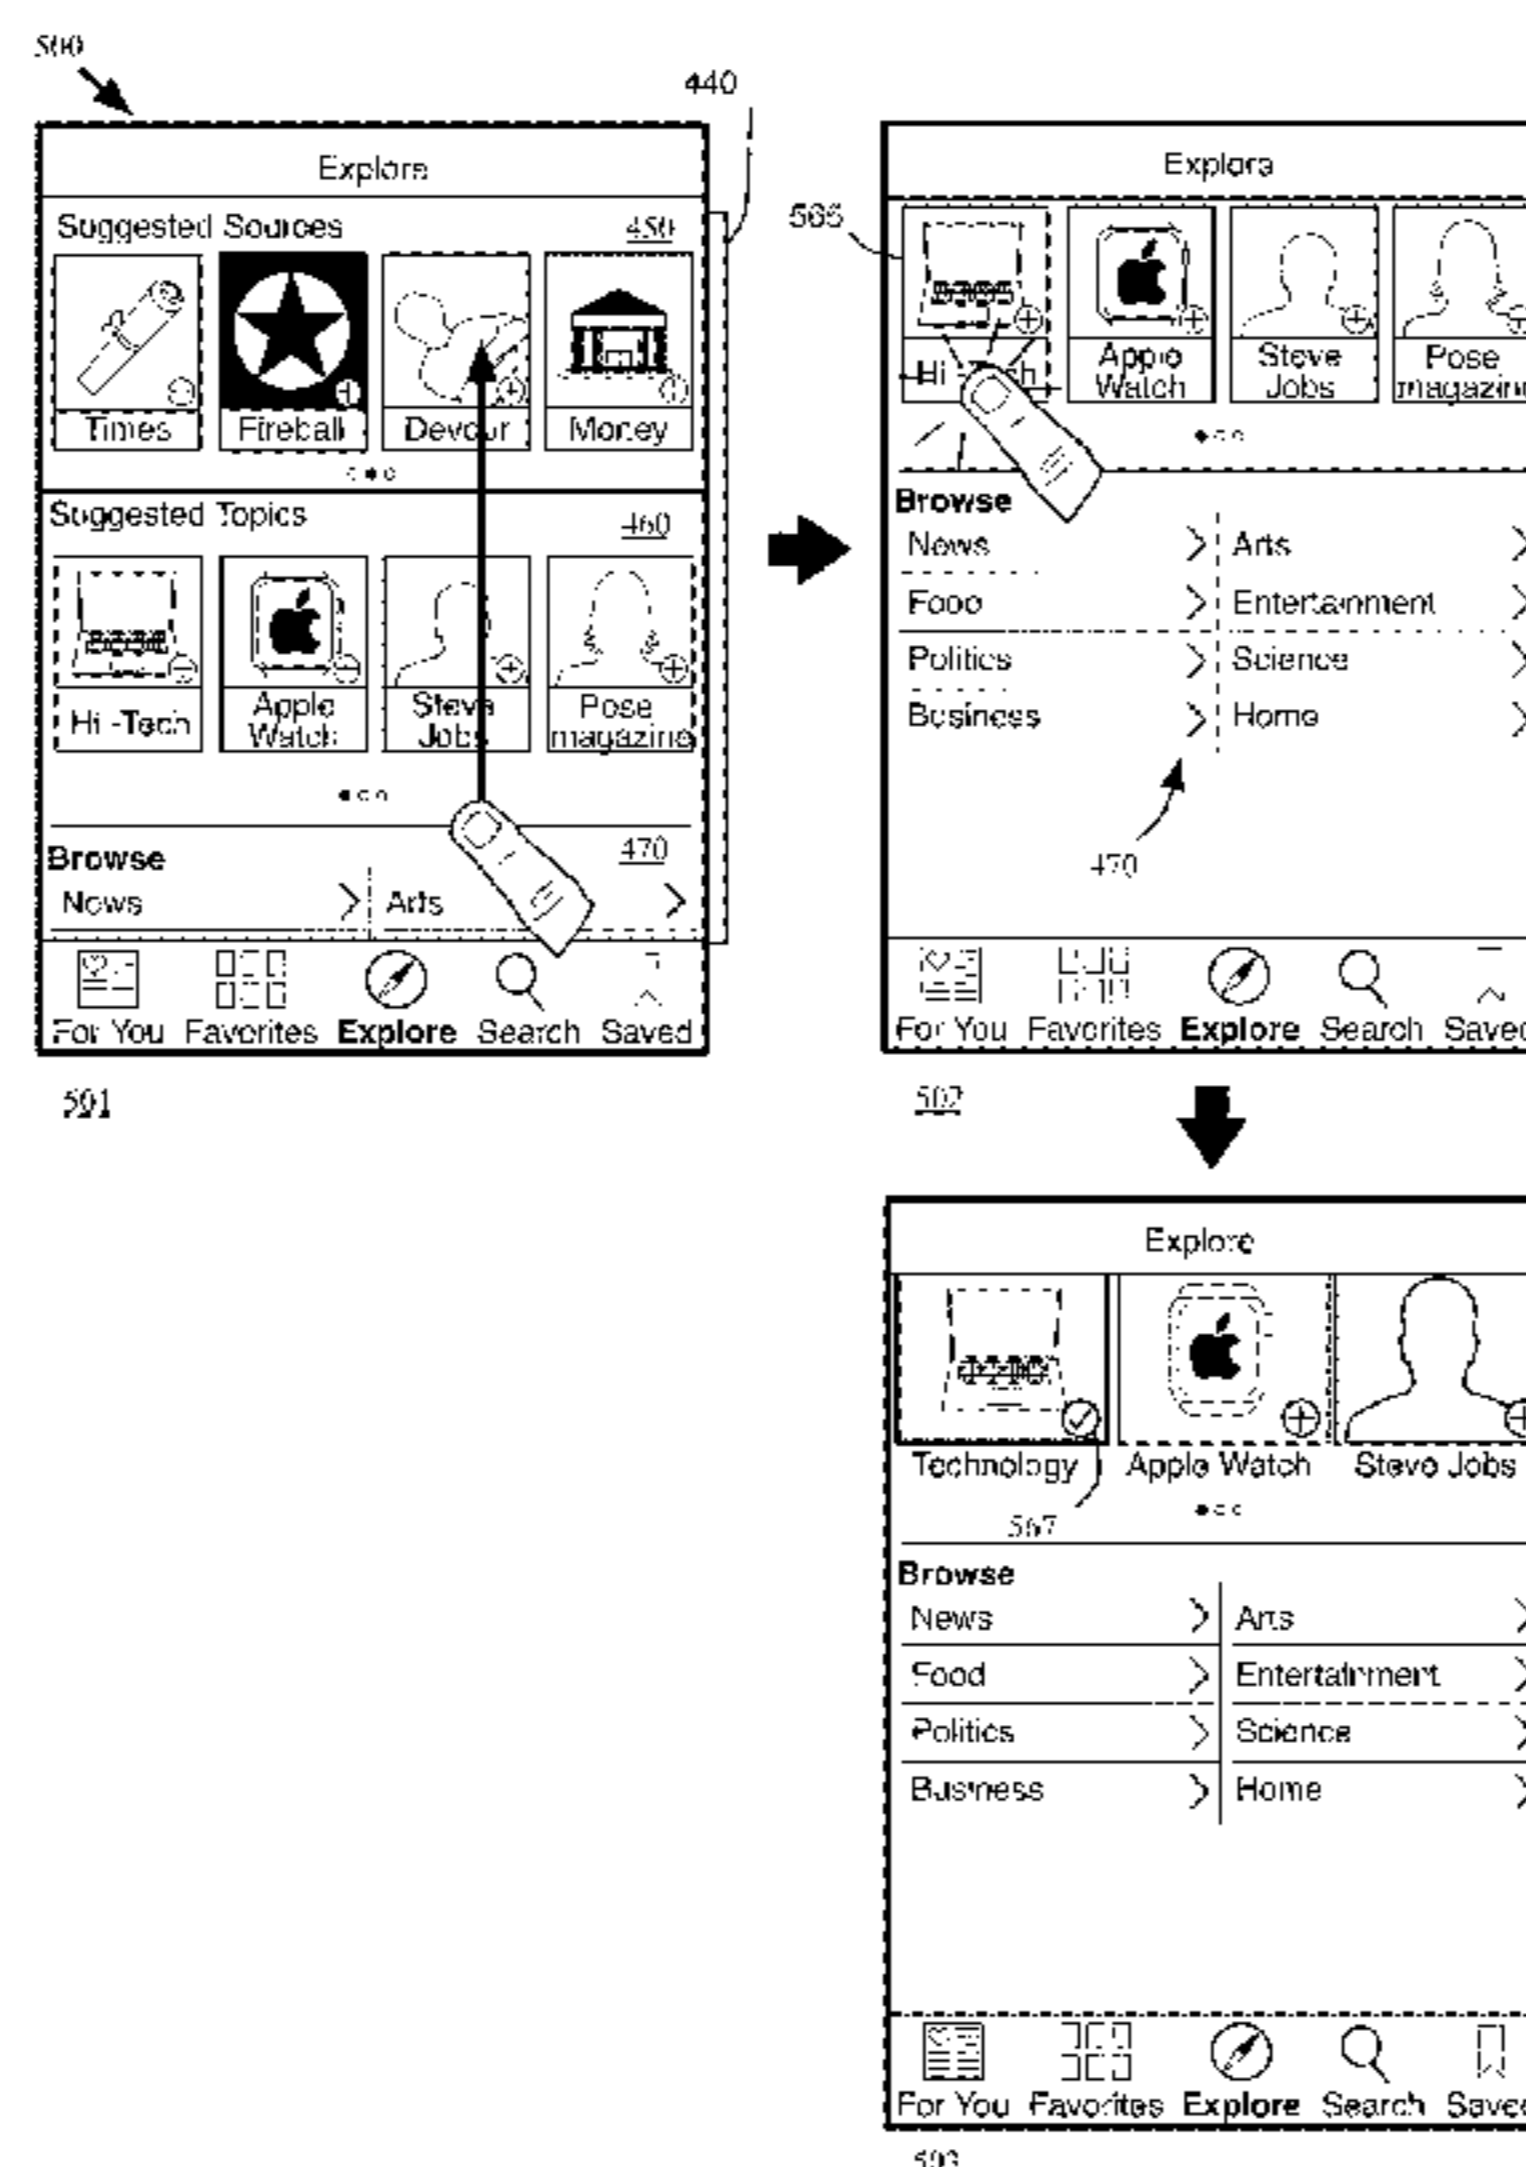 500
440
Explore
Suggested Sources 450
Times Fireball Devour Money
Suggested Topics 460
Hi -Tech Apple Watch Steve Jobs Pose magazine
Browse 470
News Arts
For You Favorites Explore Search Saved
501
Explore
565
Apple Watch Steve Jobs Pose magazin
Browse
News Arts
Food Entertainment
Politics Science
Business Home
470
For You Favorites Explore Search Saved
502
Explore
Technology Apple Watch Steve Jobs
567
Browse
News Arts
Food Entertainment
Politics Science
Business Home
For You Favorites Explore Search Saved
503